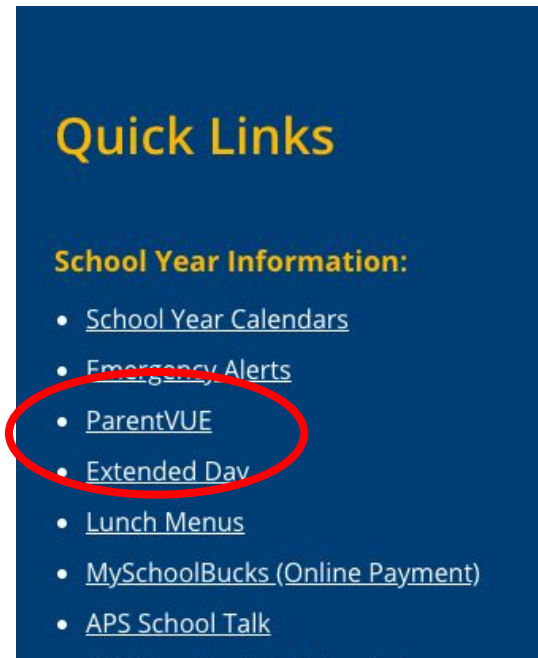 Quick Links
School Year Information:
School Year Calendars
Emergency Alerts
ParentVUE
Extended Day
Lunch Menus
MySchoolBucks (Online Payment)
APS School Talk